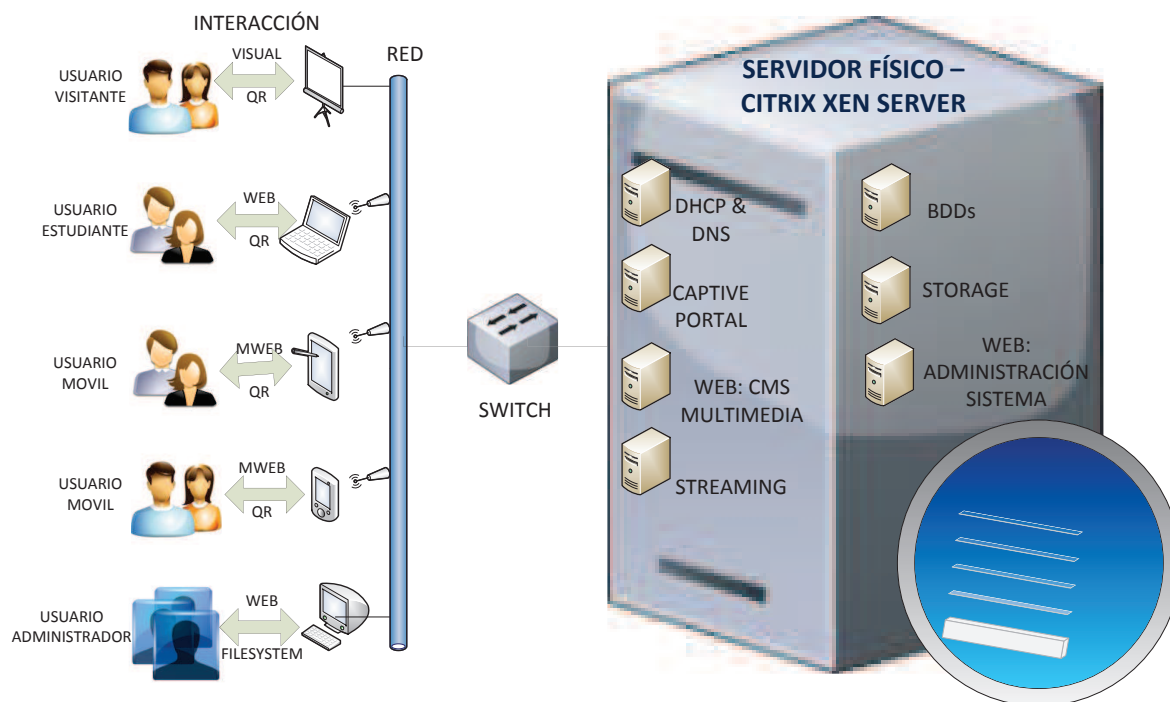 INTERACCIÓN
RED
USUARIO
VISITANTE
VISUAL
QR
USUARIO
ESTUDIANTE
WEB
QR
USUARIO
MOVIL
MWEB
QR
USUARIO
MOVIL
MWEB
QR
USUARIO
ADMINISTRADOR
WEB
FILESYSTEM
SWITCH
SERVIDOR FÍSICO –
CITRIX XEN SERVER
DHCP &
DNS
CAPTIVE
PORTAL
WEB: CMS
MULTIMEDIA
STREAMING
BDDs
STORAGE
WEB:
ADMINISTRACIÓN
SISTEMA